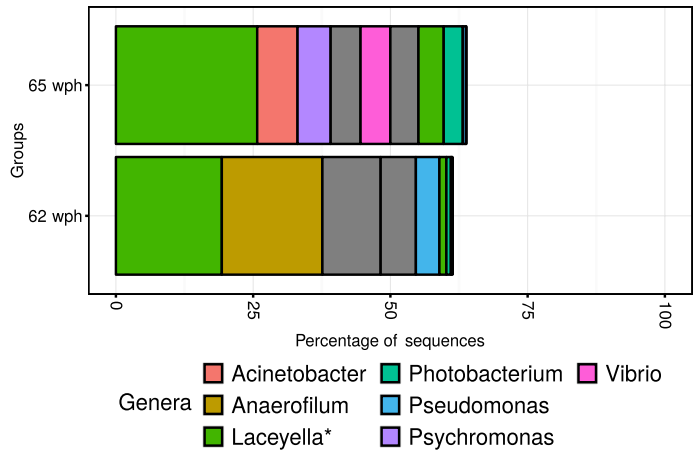 Groups
65 wph
62 wph
0 25 50 75 100
Percentage of sequences
Genera
Acinetobacter
Anaerofilum
Laceyella*
Photobacterium
Pseudomonas
Psychromonas
Vibrio